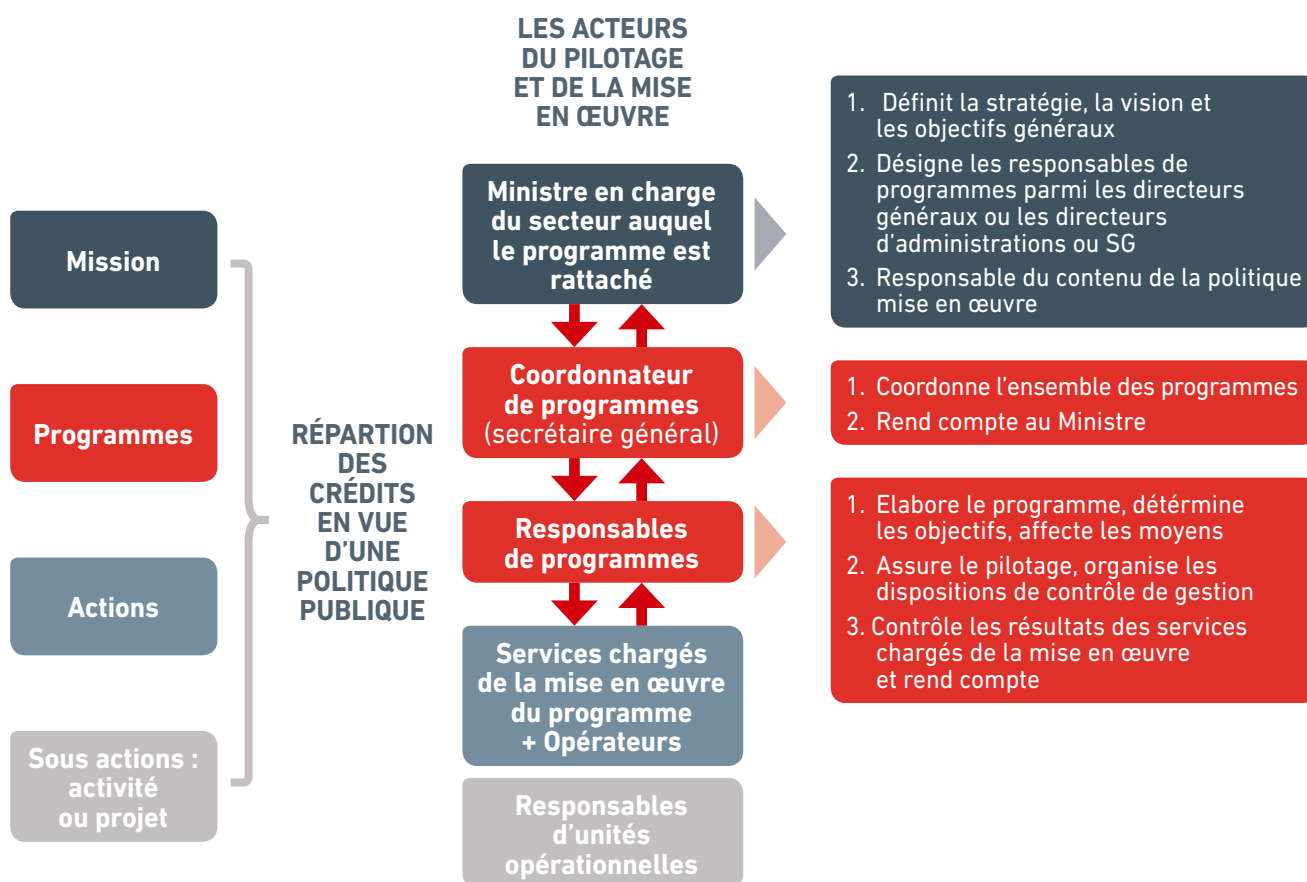 LES ACTEURS
DU PILOTAGE
ET DE LA MISE
EN ŒUVRE
Mission
Programmes
Actions
Sous actions :
activité
ou projet
RÉPARTION
DES
CRÉDITS
EN VUE
D’UNE
POLITIQUE
PUBLIQUE
Ministre en charge
du secteur auquel
le programme est
rattaché
1. Définit la stratégie, la vision et
les objectifs généraux
2. Désigne les responsables de
programmes parmi les directeurs
généraux ou les directeurs
d'administrations ou SG
3. Responsable du contenu de la politique
mise en œuvre
Coordonnateur
de programmes
(secrétaire général)
1. Coordonne l’ensemble des programmes
2. Rend compte au Ministre
Responsables
de programmes
1. Elabore le programme, détérmine
les objectifs, affecte les moyens
2. Assure le pilotage, organise les
dispositions de contrôle de gestion
3. Contrôle les résultats des services
chargés de la mise en œuvre
et rend compte
Services chargés
de la mise en œuvre
du programme
+ Opérateurs
Responsables
d’unités
opérationnelles